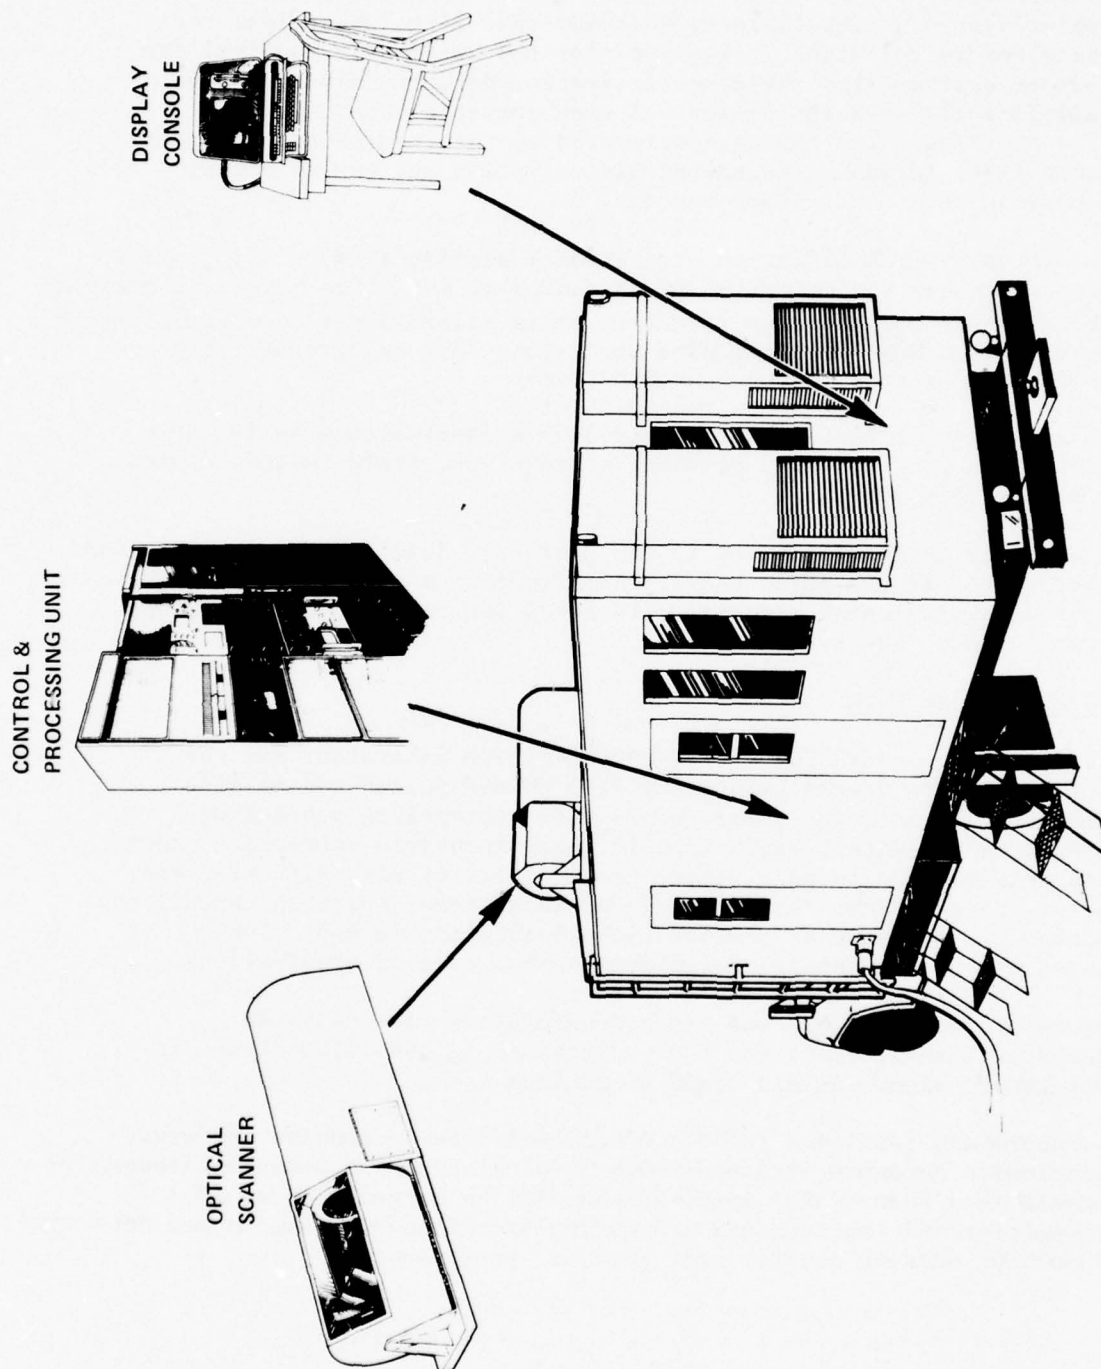 OPTICAL
SCANNER
CONTROL &
PROCESSING UNIT
DISPLAY
CONSOLE